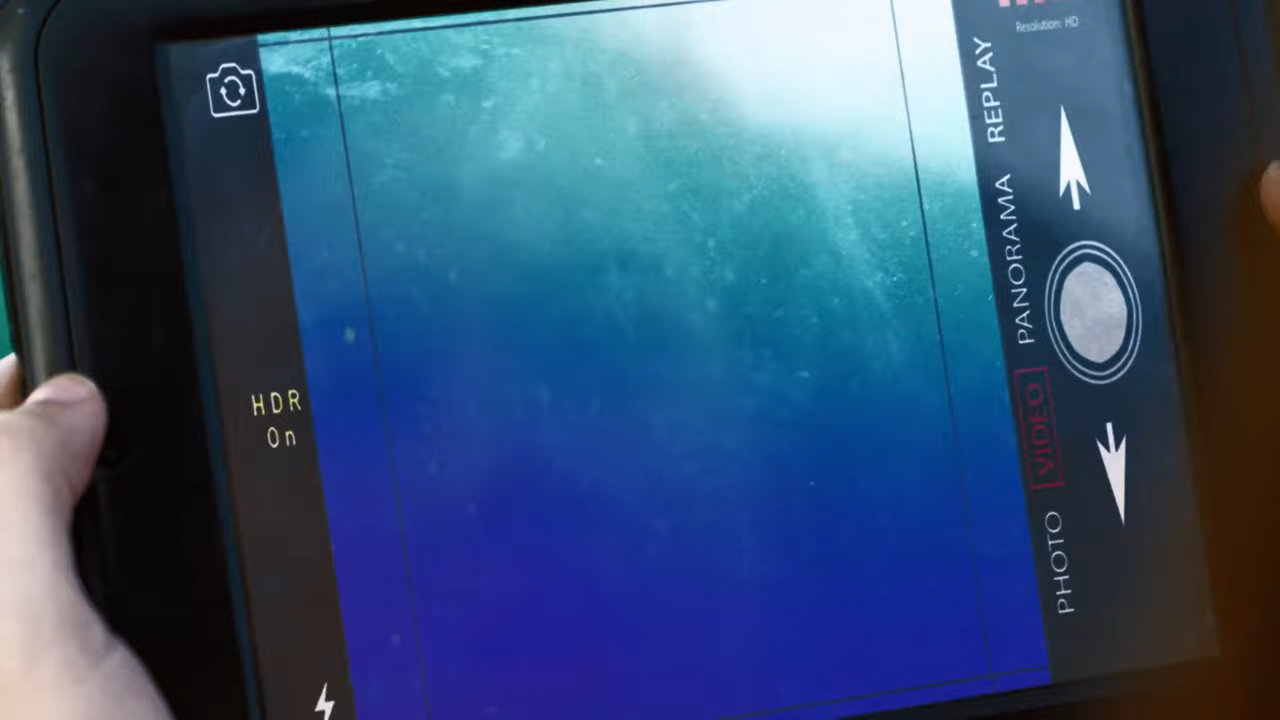 Resolution: HD
REPLAY
PANORAMA
VIDEO
PHOTO
HDR
On